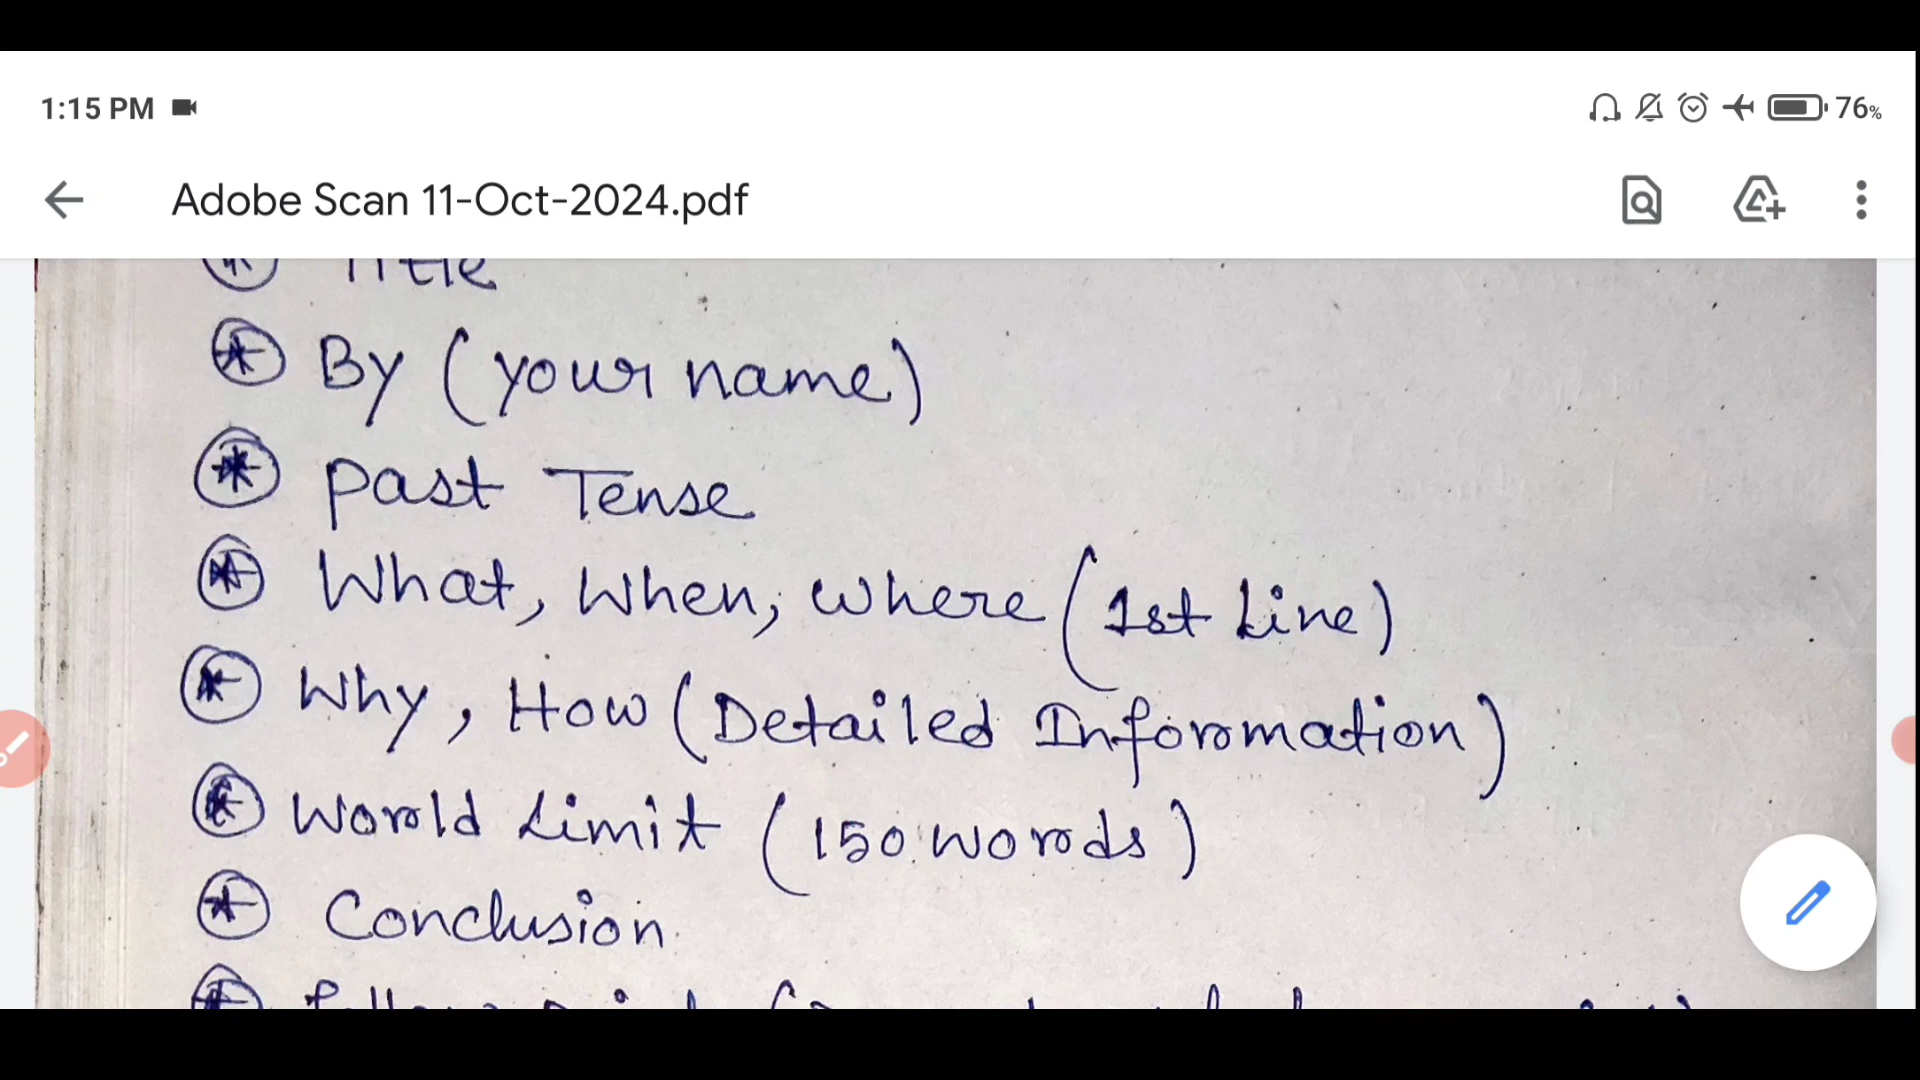 1:15 PM 76%
Adobe Scan 11-Oct-2024.pdf
Title
By (your name)
Past Tense
What, When, where (1st Line)
Why, How (Detailed Information)
World Limit (150 words)
Conclusion.